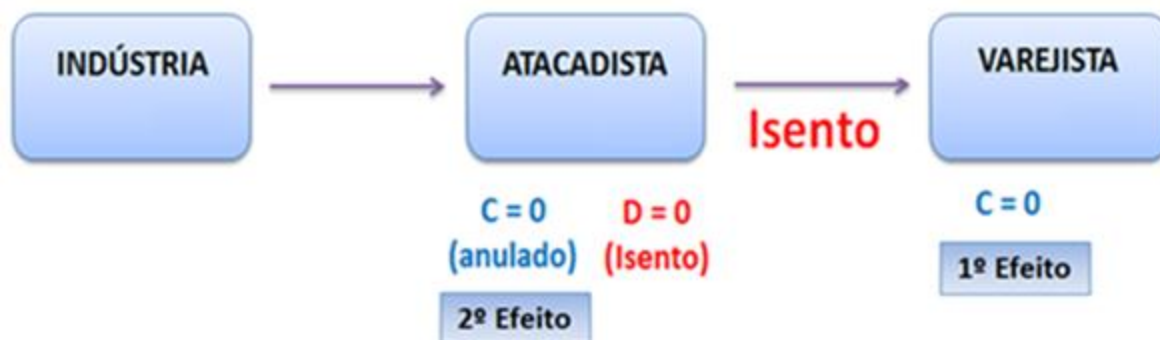 INDÚSTRIA
ATACADISTA
VAREJISTA
Isento
C = 0
(anulado)
D = 0
(Isento)
C = 0
2º Efeito
1º Efeito